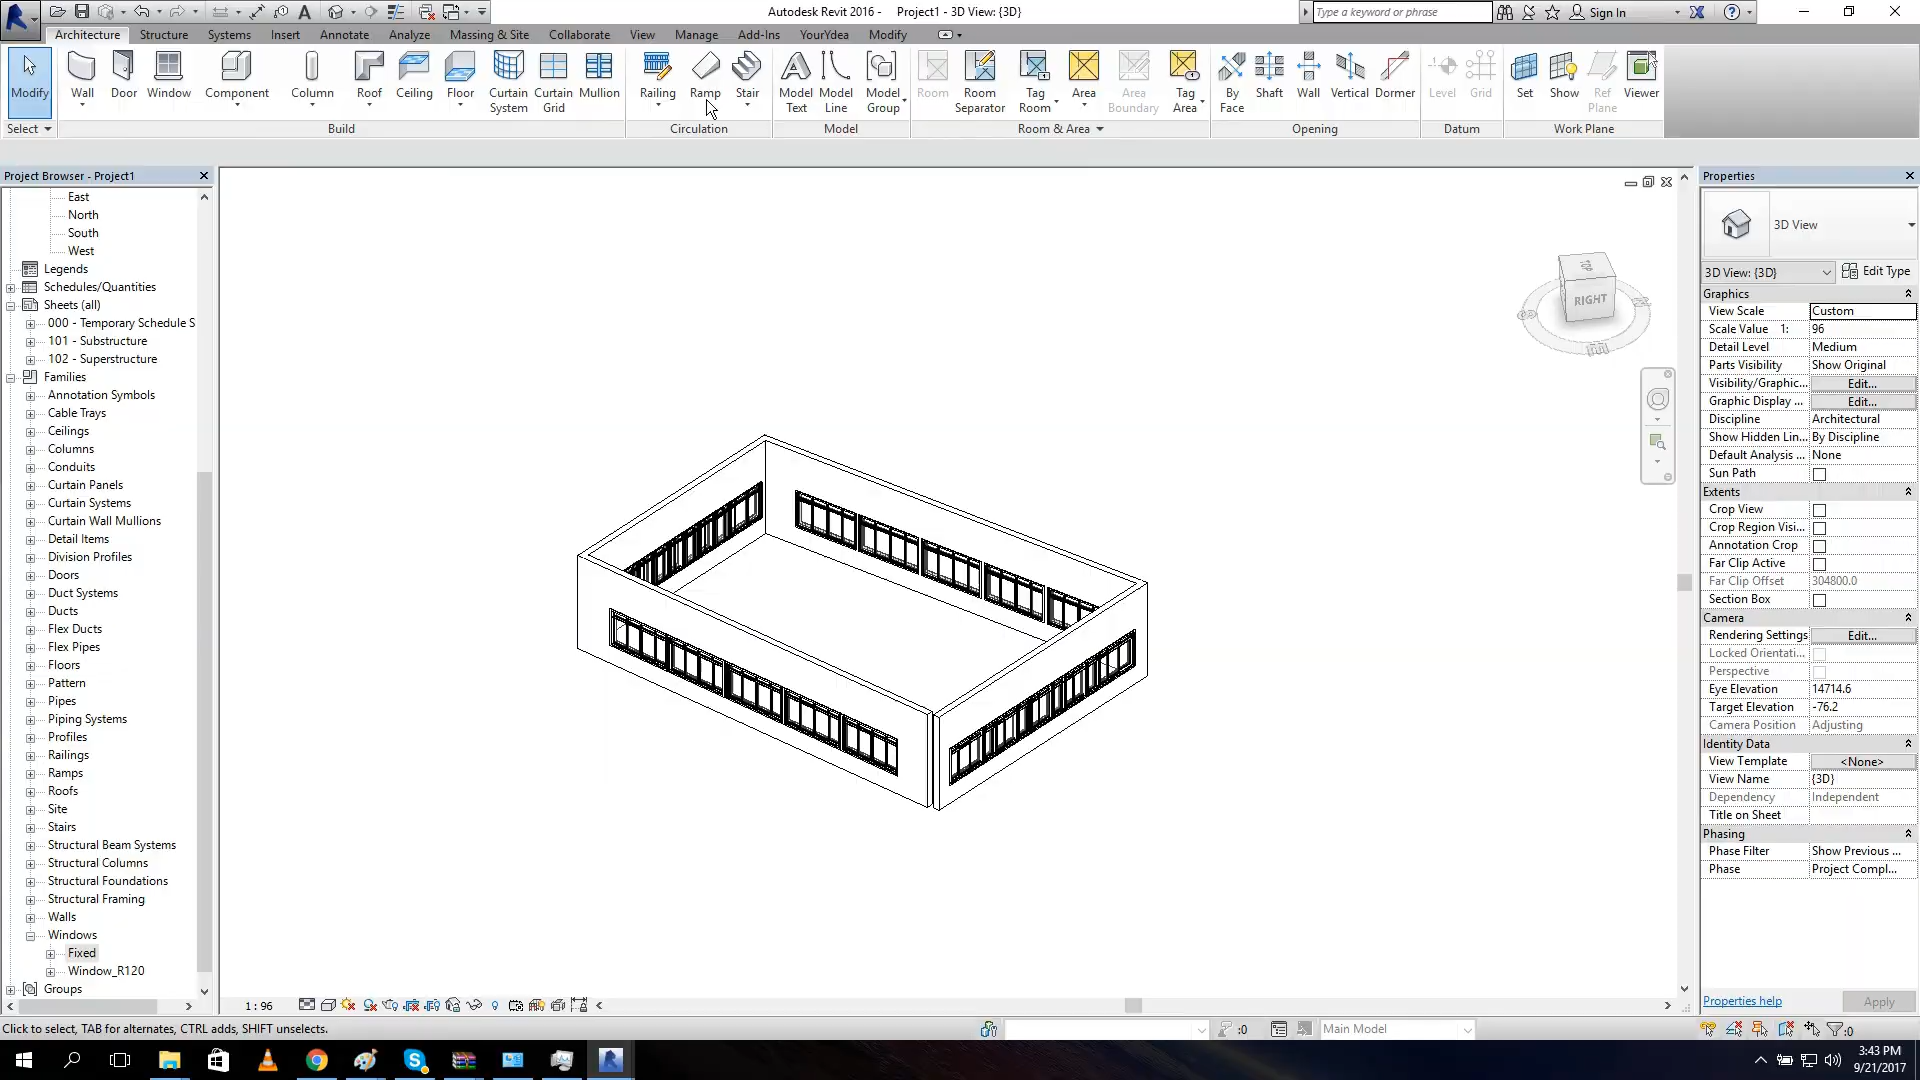 Autodesk Revit 2016 -     Project1 - 3D View: {3D}
Type a keyword or phrase
Sign In
Architecture Structure Systems Insert Annotate Analyze Massing & Site Collaborate View Manage Add-Ins YourYdea Modify
Modify Wall Door Window Component Column Roof Ceiling Floor Curtain System Curtain Grid Mullion Railing Ramp Stair Model Text Model Line Model Group Room Room Separator Tag Room Area Area Boundary Tag Area By Face Shaft Wall Vertical Dormer Level Grid Set Show Ref Plane Viewer
Select Build Circulation Model Room & Area Opening Datum Work Plane
Project Browser - Project1
East
North
South
West
Legends
Schedules/Quantities
Sheets (all)
000 - Temporary Schedule S
101 - Substructure
102 - Superstructure
Families
Annotation Symbols
Cable Trays
Ceilings
Columns
Conduits
Curtain Panels
Curtain Systems
Curtain Wall Mullions
Detail Items
Division Profiles
Doors
Duct Systems
Ducts
Flex Ducts
Flex Pipes
Floors
Pattern
Pipes
Piping Systems
Profiles
Railings
Ramps
Roofs
Site
Stairs
Structural Beam Systems
Structural Columns
Structural Foundations
Structural Framing
Walls
Windows
Fixed
Window_R120
Groups
TOP
RIGHT
Properties
3D View
3D View: {3D} Edit Type
Graphics
View Scale Custom
Scale Value 1: 96
Detail Level Medium
Parts Visibility Show Original
Visibility/Graphic... Edit...
Graphic Display ... Edit...
Discipline Architectural
Show Hidden Lin... By Discipline
Default Analysis ... None
Sun Path
Extents
Crop View
Crop Region Visi...
Annotation Crop
Far Clip Active
Far Clip Offset 304800.0
Section Box
Camera
Rendering Settings Edit...
Locked Orientati...
Perspective
Eye Elevation 14714.6
Target Elevation -76.2
Camera Position Adjusting
Identity Data
View Template <None>
View Name {3D}
Dependency Independent
Title on Sheet
Phasing
Phase Filter Show Previous ...
Phase Project Compl...
Properties help Apply
1 : 96
Click to select, TAB for alternates, CTRL adds, SHIFT unselects.
:0 Main Model :0
3:43 PM
9/21/2017